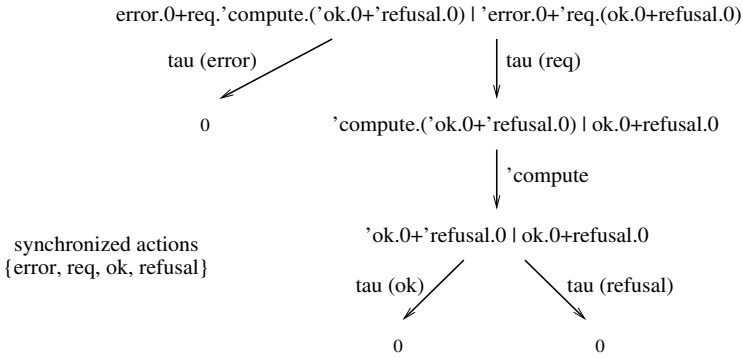 error.0+req.’compute.(’ok.0+’refusal.0) | ’error.0+’req.(ok.0+refusal.0)
tau (error)
tau (req)
0
’compute.(’ok.0+’refusal.0) | ok.0+refusal.0
’compute
’ok.0+’refusal.0 | ok.0+refusal.0
synchronized actions
{error, req, ok, refusal}
tau (ok)
tau (refusal)
0
0